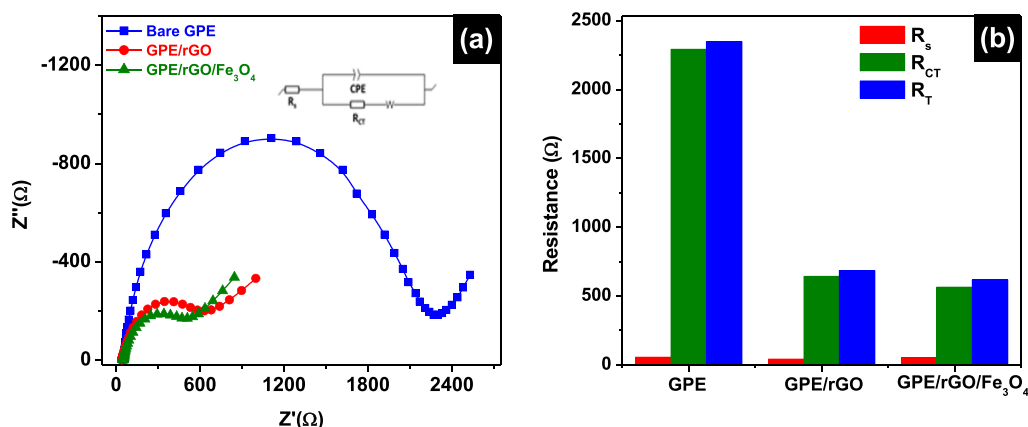 (a)
Bare GPE
GPE/rGO
GPE/rGO/Fe₃O₄
-1200
-800
-400
0
Z''(Ω)
0 600 1200 1800 2400
Z'(Ω)
CPE
Rs
RCT
W
(b)
Rs
RCT
RT
2500
2000
1500
1000
500
0
Resistance (Ω)
GPE GPE/rGO GPE/rGO/Fe₃O₄